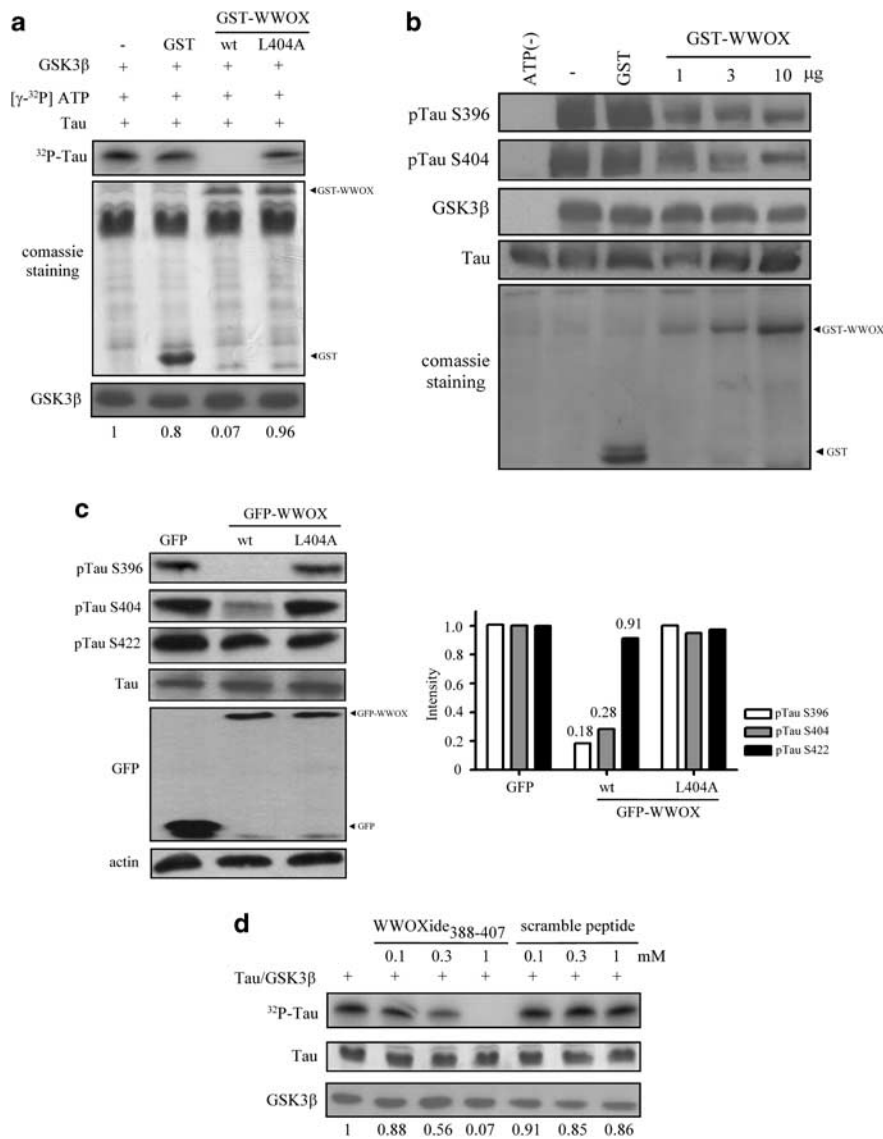 a
GST-WWOX
- GST wt L404A
GSK3β + + + +
[γ-³²P] ATP + + + +
Tau + + + +
³²P-Tau
GST-WWOX
comassie
staining
GST
GSK3β
1 0.8 0.07 0.96
b
ATP(-) - GST
GST-WWOX
1 3 10 μg
pTau S396
pTau S404
GSK3β
Tau
GST-WWOX
comassie
staining
GST
c
GFP-WWOX
GFP wt L404A
pTau S396
pTau S404
pTau S422
Tau
GFP-WWOX
GFP
GFP
actin
1.0
0.8
0.6
0.4
0.2
0
Intensity
0.18 0.28 0.91
GFP wt L404A
GFP-WWOX
pTau S396
pTau S404
pTau S422
d
WWOXide388-407 scramble peptide
0.1 0.3 1 0.1 0.3 1 mM
Tau/GSK3β + + + + + + +
³²P-Tau
Tau
GSK3β
1 0.88 0.56 0.07 0.91 0.85 0.86